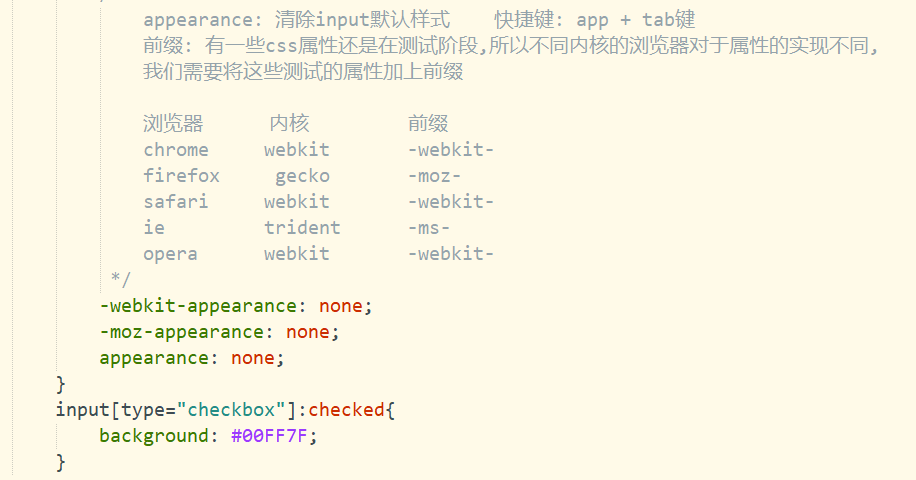 appearance: 清除input默认样式    快捷键: app + tab键
前缀: 有一些css属性还是在测试阶段,所以不同内核的浏览器对于属性的实现不同,
我们需要将这些测试的属性加上前缀
浏览器      内核         前缀
chrome     webkit       -webkit-
firefox     gecko       -moz-
safari     webkit       -webkit-
ie         trident      -ms-
opera      webkit       -webkit-
*/
-webkit-appearance: none;
-moz-appearance: none;
appearance: none;
}
input[type="checkbox"]:checked{
background: #00FF7F;
}